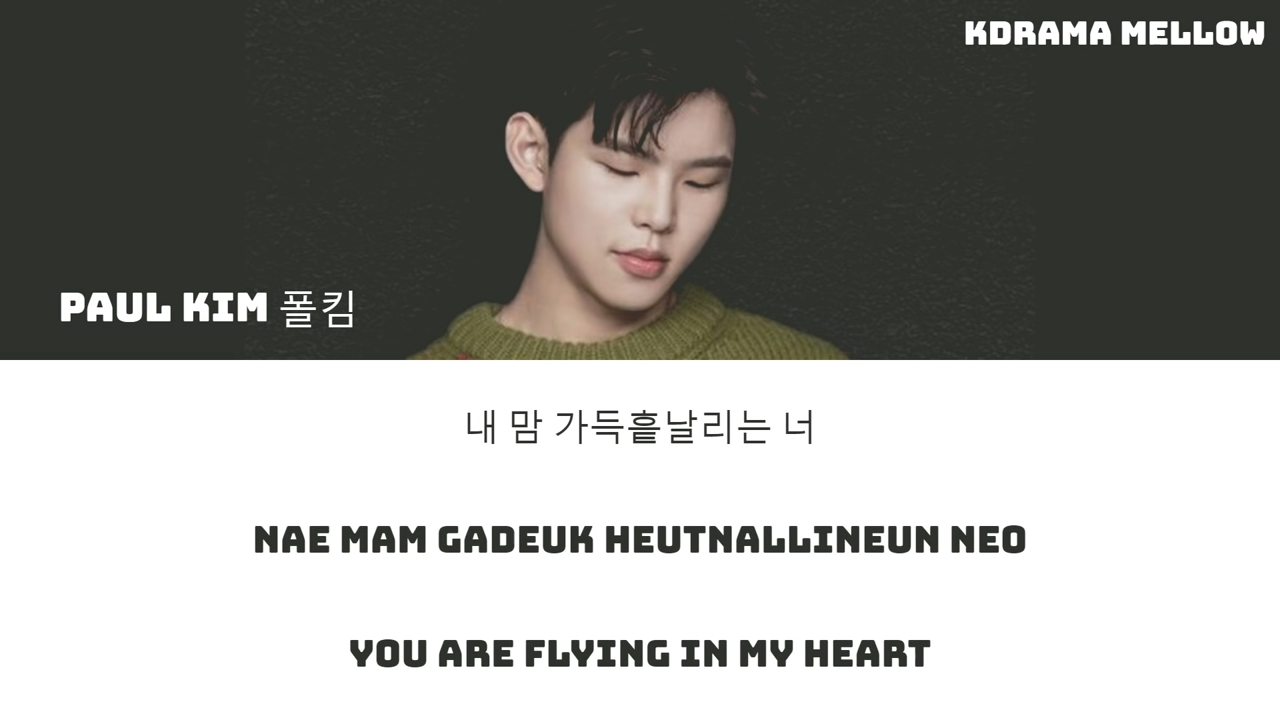 KDRAMA MELLOW
PAUL KIM 폴킴
내 맘 가득흩날리는 너
NAE MAM GADEUK HEUTNALLINEUN NEO
YOU ARE FLYING IN MY HEART